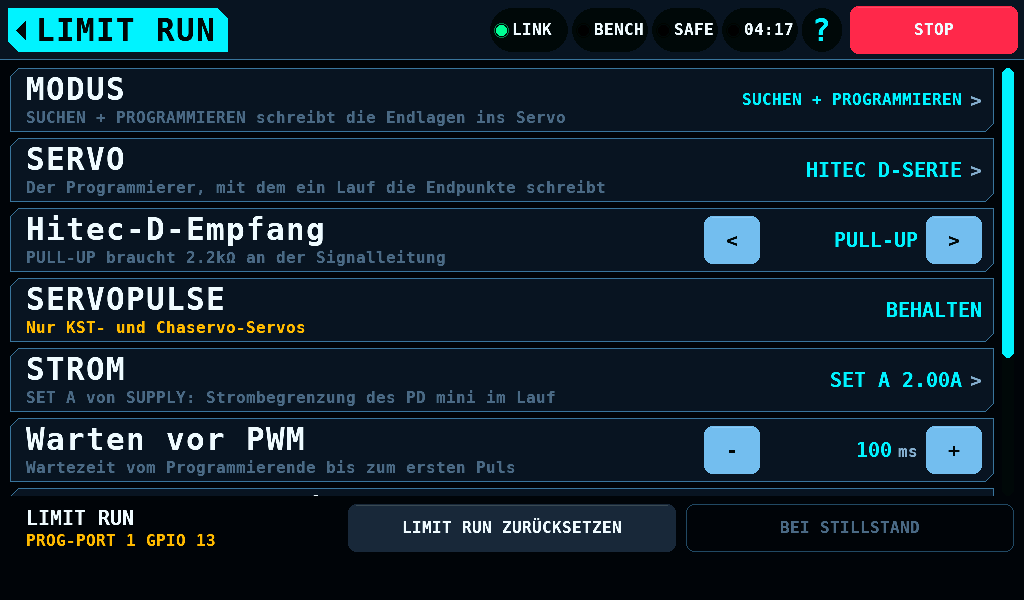 LIMIT RUN
LINK
BENCH
SAFE
04:17
?
STOP
MODUS
SUCHEN + PROGRAMMIEREN schreibt die Endlagen ins Servo
SUCHEN + PROGRAMMIEREN >
SERVO
Der Programmierer, mit dem ein Lauf die Endpunkte schreibt
HITEC D-SERIE >
Hitec-D-Empfang
PULL-UP braucht 2.2kΩ an der Signalleitung
< PULL-UP >
SERVOPULSE
Nur KST- und Chaservo-Servos
BEHALTEN
STROM
SET A von SUPPLY: Strombegrenzung des PD mini im Lauf
SET A 2.00A >
Warten vor PWM
Wartezeit vom Programmierende bis zum ersten Puls
- 100 ms +
LIMIT RUN
PROG-PORT 1 GPIO 13
LIMIT RUN ZURÜCKSETZEN
BEI STILLSTAND